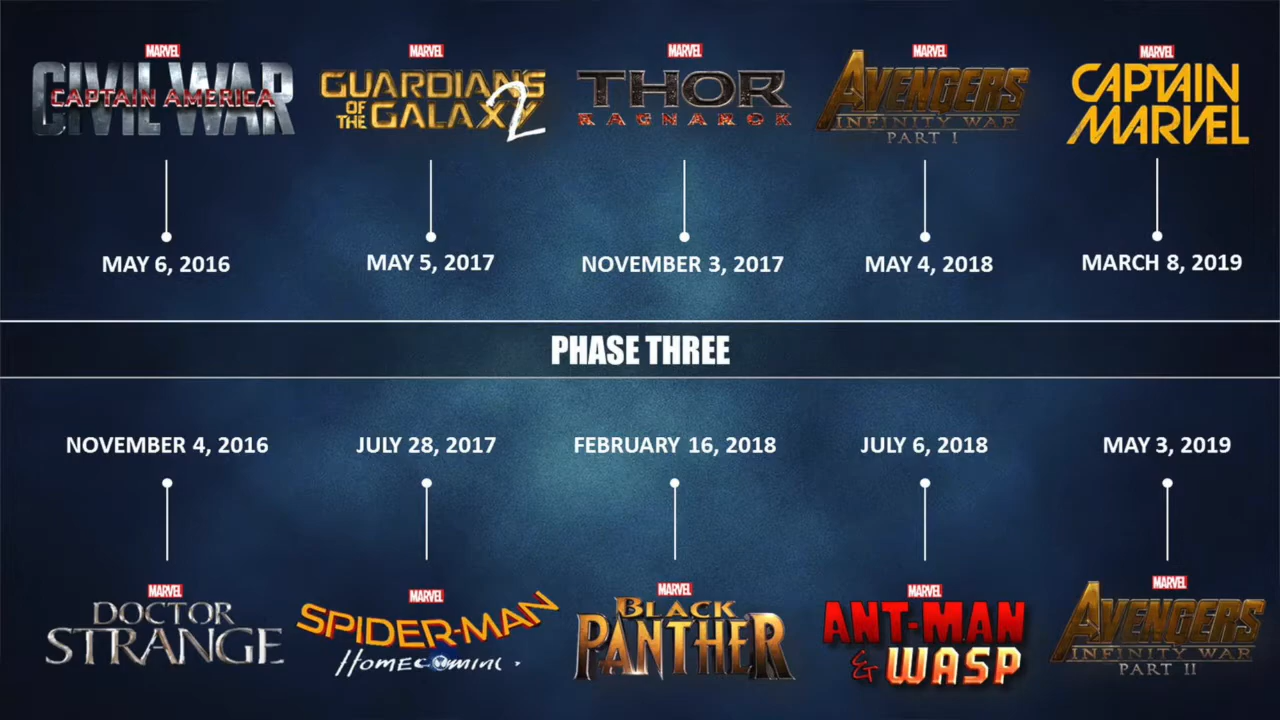 MARVEL
CIVIL WAR
CAPTAIN AMERICA
MAY 6, 2016
MARVEL
GUARDIANS
OF THE GALAXY 2
MAY 5, 2017
MARVEL
THOR
RAGNAROK
NOVEMBER 3, 2017
MARVEL
AVENGERS
INFINITY WAR
PART I
MAY 4, 2018
MARVEL
CAPTAIN
MARVEL
MARCH 8, 2019
PHASE THREE
NOVEMBER 4, 2016
MARVEL
DOCTOR
STRANGE
JULY 28, 2017
MARVEL
SPIDER-MAN
HOMECOMING
FEBRUARY 16, 2018
MARVEL
BLACK
PANTHER
JULY 6, 2018
MARVEL
ANT-MAN
& WASP
MAY 3, 2019
MARVEL
AVENGERS
INFINITY WAR
PART II